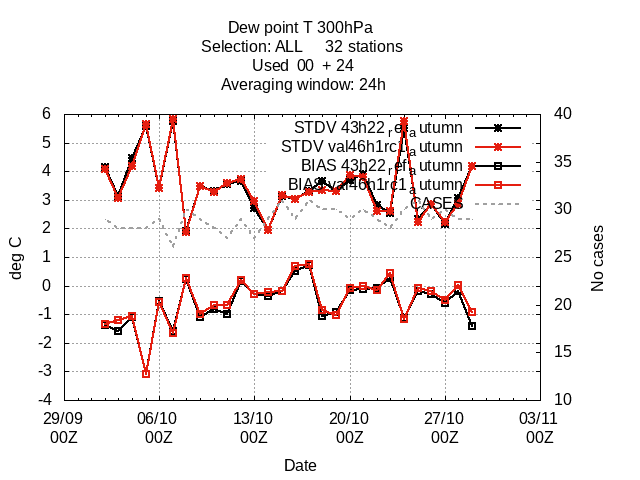 Dew point T 300hPa
Selection: ALL 32 stations
Used 00 + 24
Averaging window: 24h
STDV 43h22_ref_autumn
STDV val46h1rc1_autumn
BIAS 43h22_ref_autumn
BIAS val46h1rc1_autumn
CASES
deg C
No cases
6
5
4
3
2
1
0
-1
-2
-3
-4
40
35
30
25
20
15
10
29/09 06/10 13/10 20/10 27/10 03/11
00Z 00Z 00Z 00Z 00Z 00Z
Date